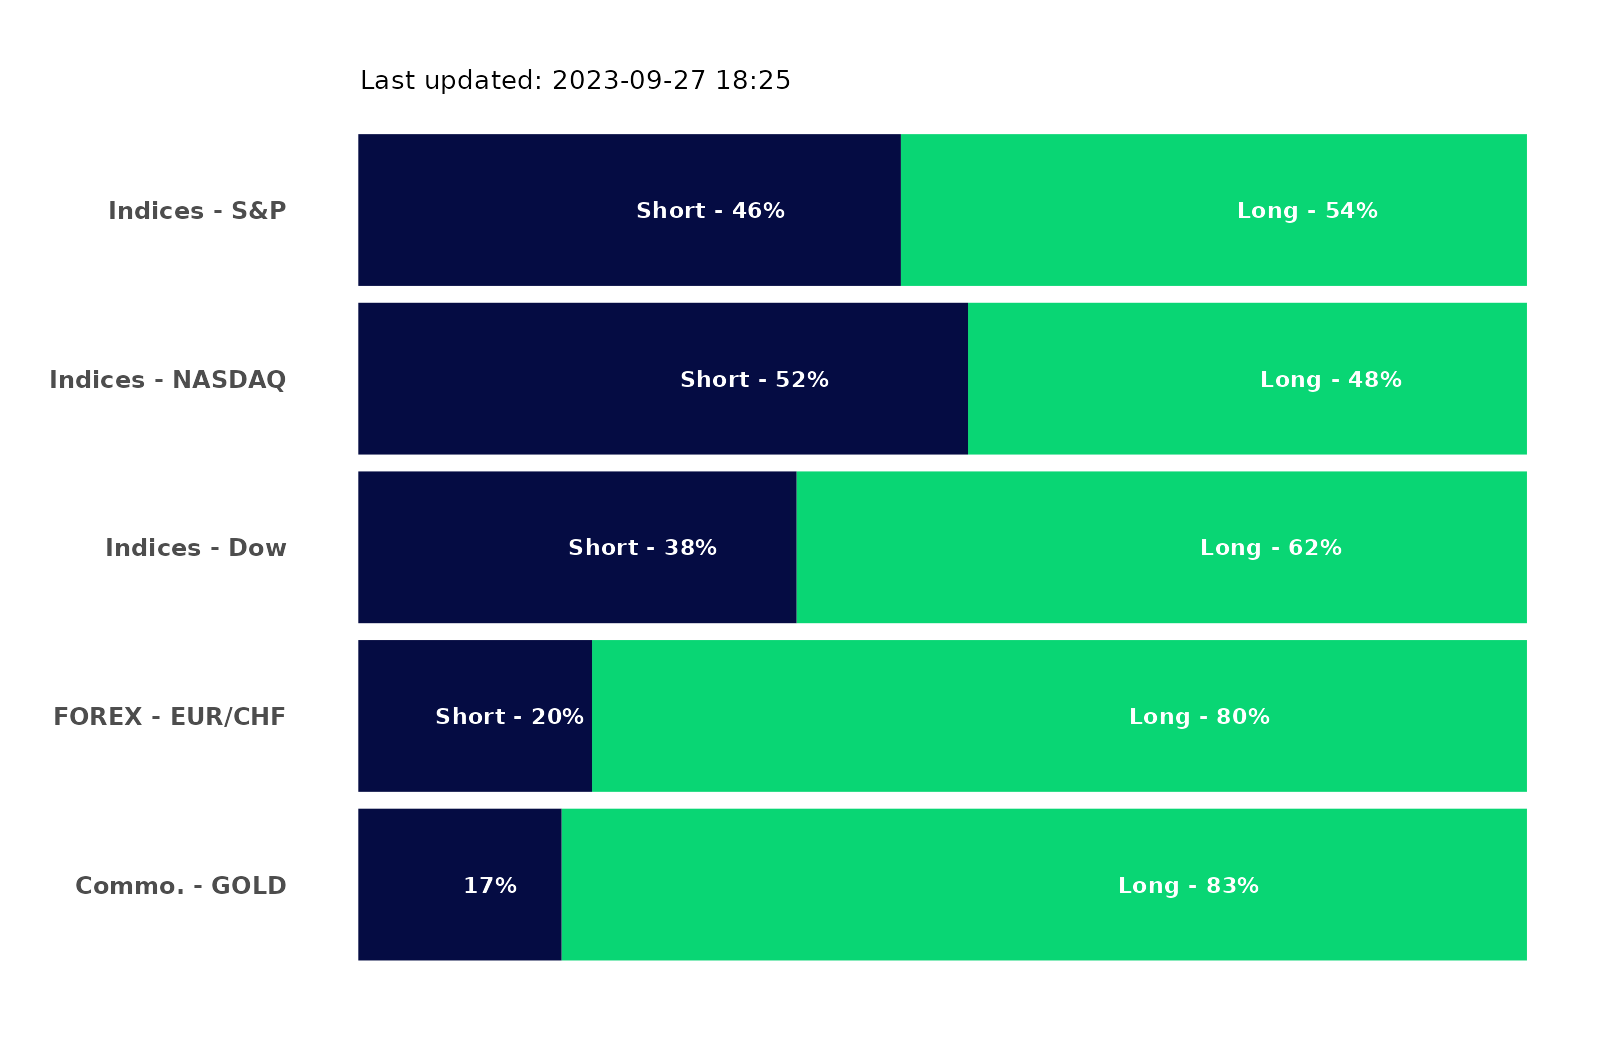 Last updated: 2023-09-27 18:25
Indices - S&P Short - 46% Long - 54%
Indices - NASDAQ Short - 52% Long - 48%
Indices - Dow Short - 38% Long - 62%
FOREX - EUR/CHF Short - 20% Long - 80%
Commo. - GOLD 17% Long - 83%